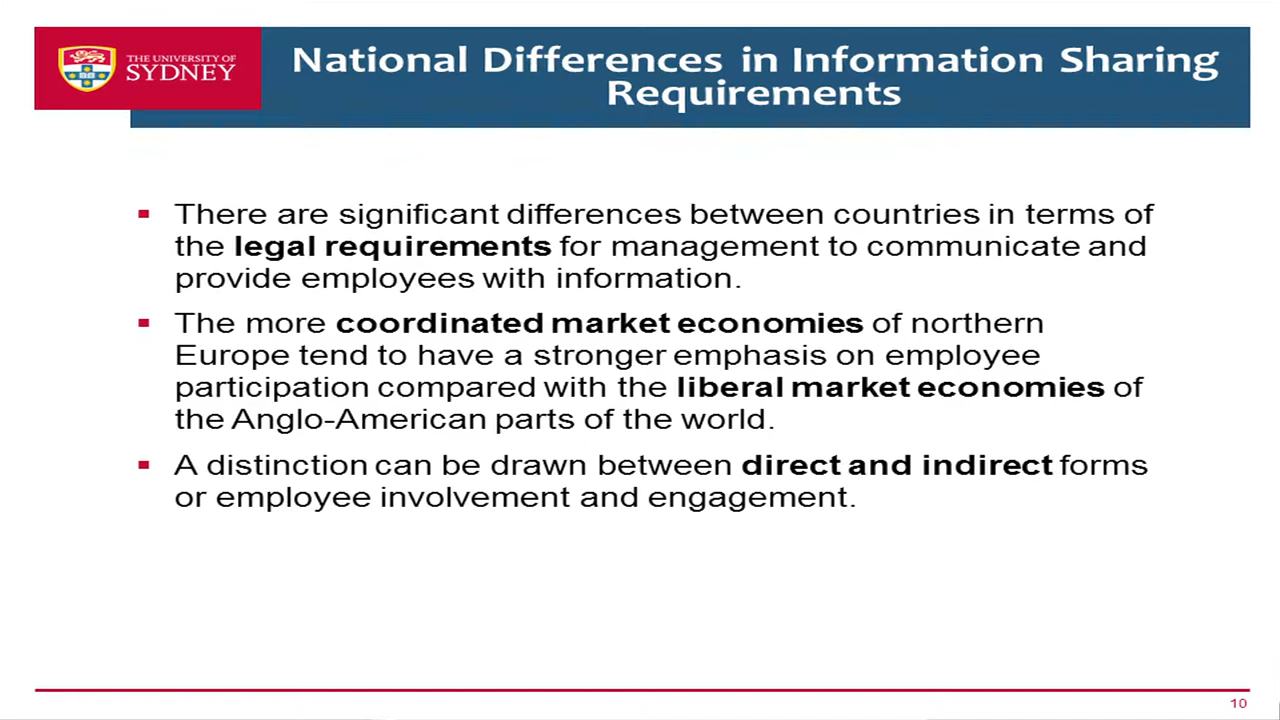 THE UNIVERSITY OF
SYDNEY
National Differences in Information Sharing
Requirements
There are significant differences between countries in terms of
the legal requirements for management to communicate and
provide employees with information.
The more coordinated market economies of northern
Europe tend to have a stronger emphasis on employee
participation compared with the liberal market economies of
the Anglo-American parts of the world.
A distinction can be drawn between direct and indirect forms
or employee involvement and engagement.
10